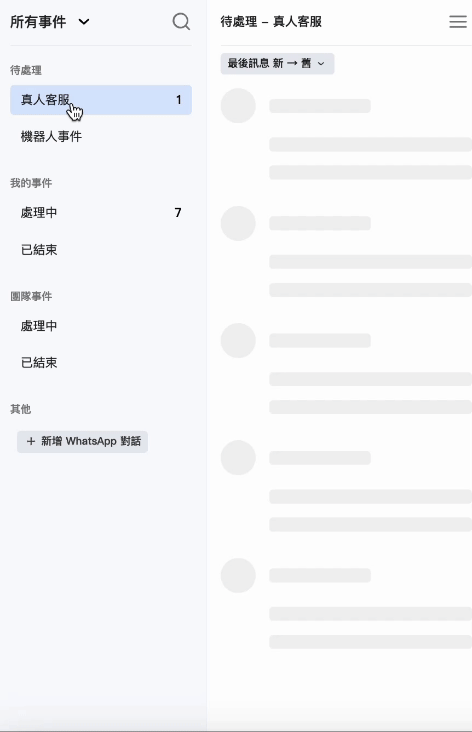 所有事件
待處理
真人客服 1
機器人事件
我的事件
處理中 7
已結束
團隊事件
處理中
已結束
其他
+ 新增 WhatsApp 對話
待處理 – 真人客服
最後訊息 新 → 舊